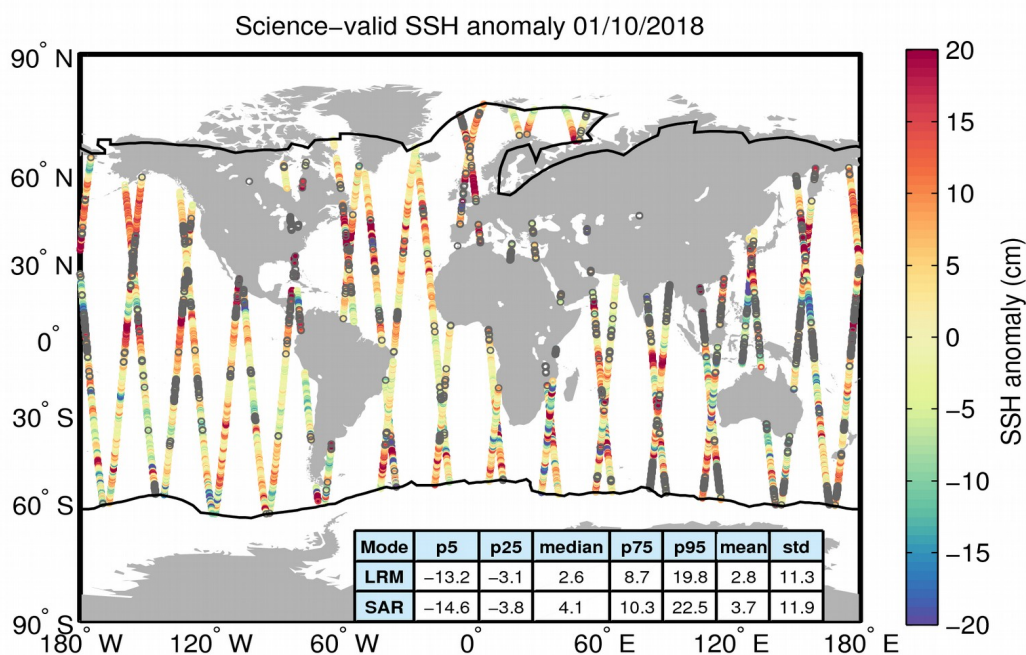 Science−valid SSH anomaly 01/10/2018
90° N
60° N
30° N
0°
30° S
60° S
90° S
180° W
120° W
60° W
0°
60° E
120° E
180° E
20
15
10
5
0
−5
−10
−15
−20
SSH anomaly (cm)
Mode p5 p25 median p75 p95 mean std
LRM −13.2 −3.1 2.6 8.7 19.8 2.8 11.3
SAR −14.6 −3.8 4.1 10.3 22.5 3.7 11.9